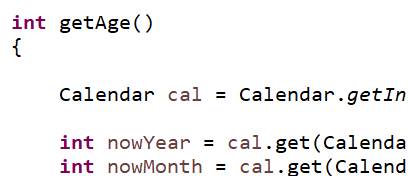 int getAge()
{
Calendar cal = Calendar.getIn
int nowYear = cal.get(Calenda
int nowMonth = cal.get(Calend